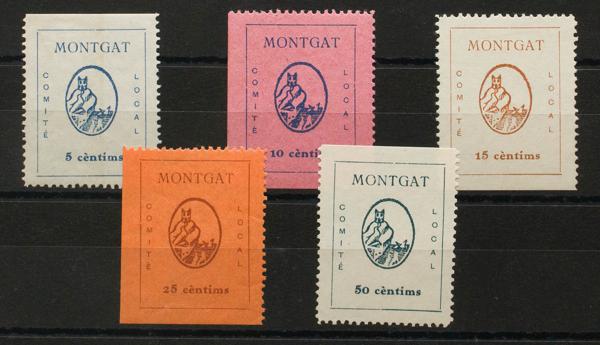 MONTGAT
COMITÈ
LOCAL
5 cèntims
MONTGAT
COMITÈ
LOCAL
10 cèntims
MONTGAT
COMITÈ
LOCAL
15 cèntims
MONTGAT
COMITÈ
LOCAL
25 cèntims
MONTGAT
COMITÈ
LOCAL
50 cèntims